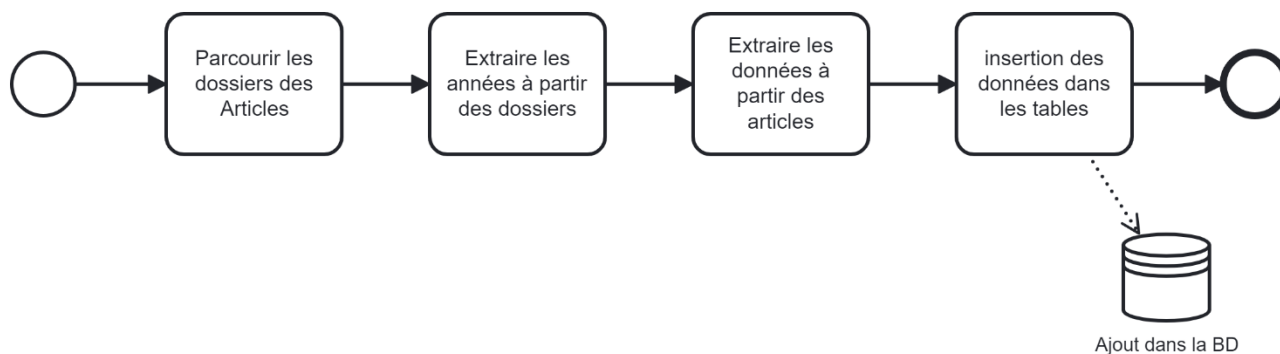 Parcourir les
dossiers des
Articles
Extraire les
années à partir
des dossiers
Extraire les
données à
partir des
articles
insertion des
données dans
les tables
Ajout dans la BD